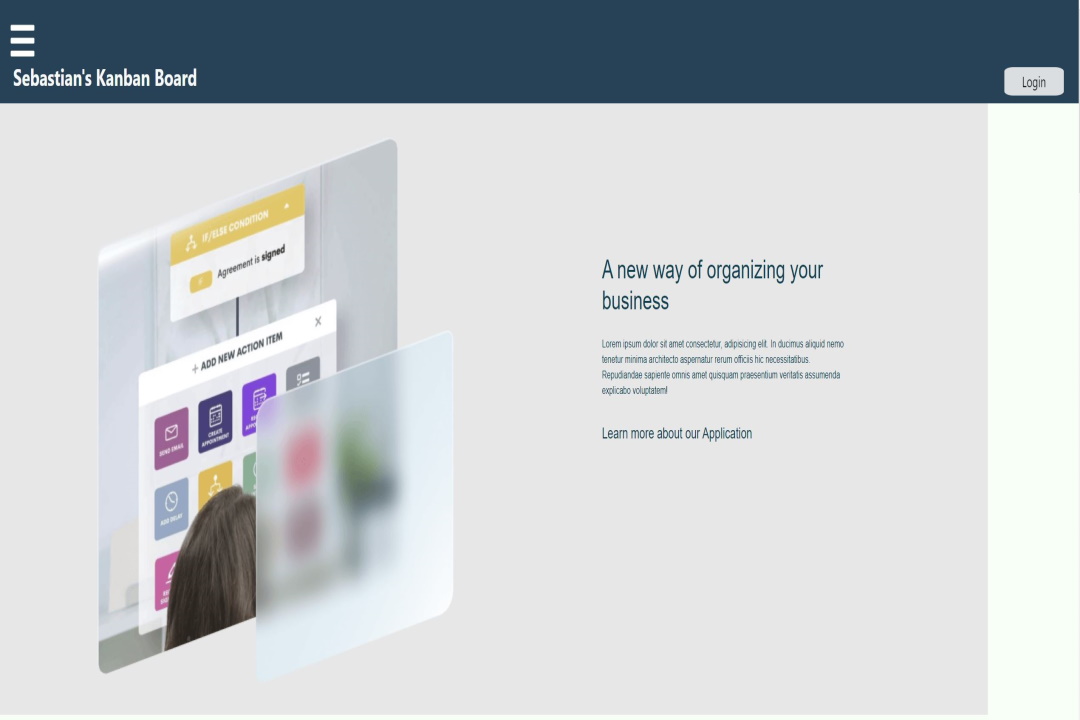 Sebastian's Kanban Board
Login
IF/ELSE CONDITION
IF
Agreement is signed
+ ADD NEW ACTION ITEM
X
SEND EMAIL
CREATE
APPOINTMENT
ADD DELAY
A new way of organizing your
business
Lorem ipsum dolor sit amet consectetur, adipisicing elit. In ducimus aliquid nemo
tenetur minima architecto aspernatur rerum officiis hic necessitatibus.
Repudiandae sapiente omnis amet quisquam praesentium veritatis assumenda
explicabo voluptatem!
Learn more about our Application